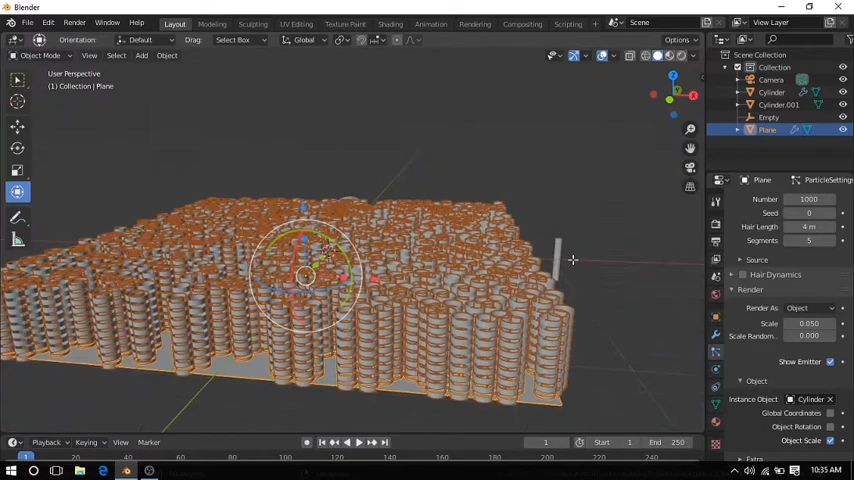 Blender
File Edit Render Window Help Layout Modeling Sculpting UV Editing Texture Paint Shading Animation Rendering Compositing Scripting Scene View Layer
Orientation: Default Drag: Select Box Global Options
Object Mode View Select Add Object
User Perspective
(1) Collection | Plane
Scene Collection
Collection
Camera
Cylinder
Cylinder.001
Empty
Plane
Plane ParticleSettings
Number 1000
Seed 0
Hair Length 4 m
Segments 5
Source
Hair Dynamics
Render
Render As Object
Scale 0.050
Scale Random.. 0.000
Show Emitter
Object
Instance Object Cylinder
Global Coordinates
Object Rotation
Object Scale
Extra
Playback Keying View Marker 1 Start 1 End 250
1 20 40 60 80 100 120 140 160 180 200 220 240
10:35 AM
X
Y
Z